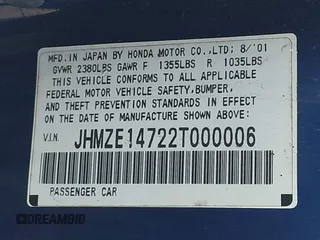 MFD. IN JAPAN BY HONDA MOTOR CO.,LTD; 8/'01
GVWR 2380LBS GAWR F 1355LBS R 1035LBS
THIS VEHICLE CONFORMS TO ALL APPLICABLE
FEDERAL MOTOR VEHICLE SAFETY, BUMPER,
AND THEFT PREVENTION STANDARDS IN EFFECT
ON THE DATE OF MANUFACTURE SHOWN ABOVE:
V.I.N. JHMZE14722T000006
PASSENGER CAR
© DREAMBID